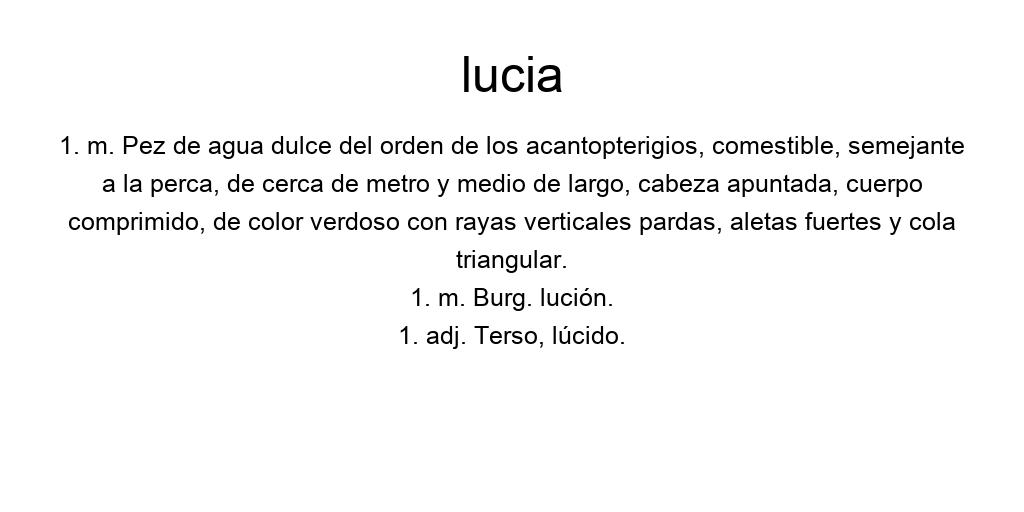 lucia
1. m. Pez de agua dulce del orden de los acantopterigios, comestible, semejante
a la perca, de cerca de metro y medio de largo, cabeza apuntada, cuerpo
comprimido, de color verdoso con rayas verticales pardas, aletas fuertes y cola
triangular.
1. m. Burg. lución.
1. adj. Terso, lúcido.